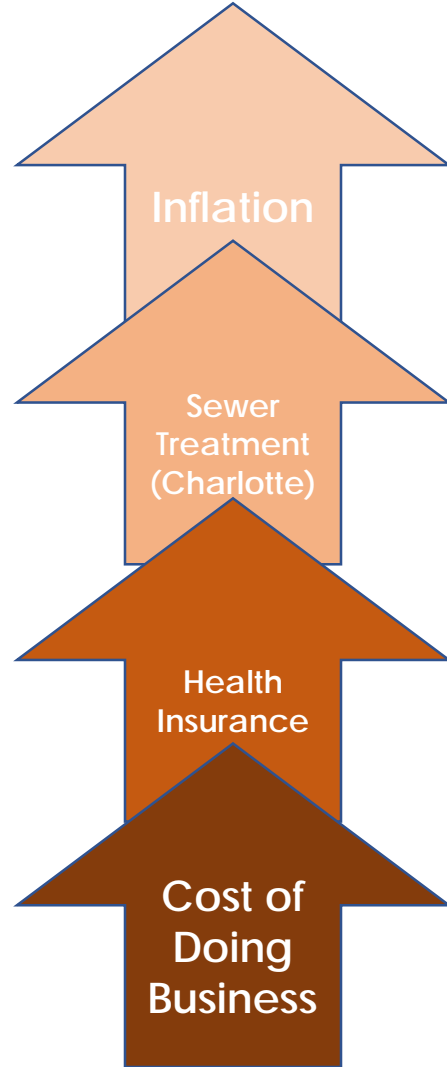 Inflation
Sewer
Treatment
(Charlotte)
Health
Insurance
Cost of
Doing
Business